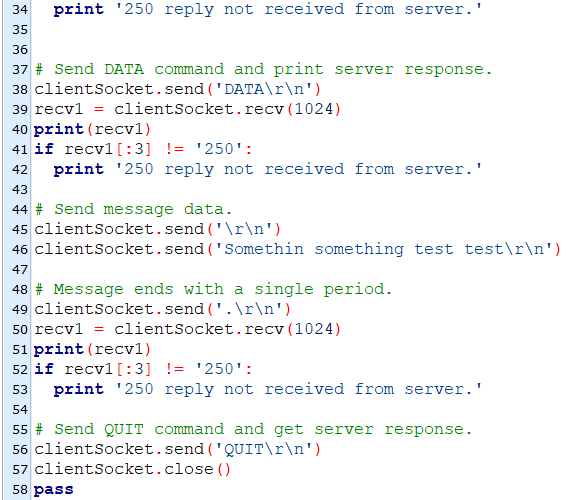 34 print '250 reply not received from server.'
35
36
37 # Send DATA command and print server response.
38 clientSocket.send('DATA\r\n')
39 recv1 = clientSocket.recv(1024)
40 print(recv1)
41 if recv1[:3] != '250':
42 print '250 reply not received from server.'
43
44 # Send message data.
45 clientSocket.send('\r\n')
46 clientSocket.send('Somethin something test test\r\n')
47
48 # Message ends with a single period.
49 clientSocket.send('.\r\n')
50 recv1 = clientSocket.recv(1024)
51 print(recv1)
52 if recv1[:3] != '250':
53 print '250 reply not received from server.'
54
55 # Send QUIT command and get server response.
56 clientSocket.send('QUIT\r\n')
57 clientSocket.close()
58 pass